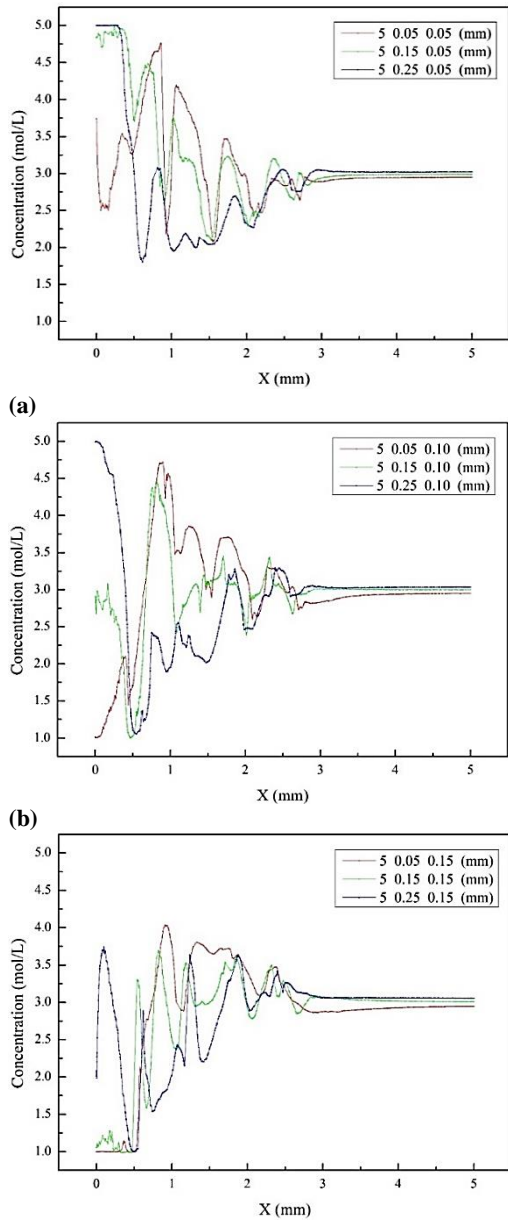 5.0
4.5
4.0
3.5
3.0
2.5
2.0
1.5
1.0
Concentration (mol/L)
5 0.05 0.05 (mm)
5 0.15 0.05 (mm)
5 0.25 0.05 (mm)
0 1 2 3 4 5
X (mm)
(a)
5.0
4.5
4.0
3.5
3.0
2.5
2.0
1.5
1.0
Concentration (mol/L)
5 0.05 0.10 (mm)
5 0.15 0.10 (mm)
5 0.25 0.10 (mm)
0 1 2 3 4 5
X (mm)
(b)
5.0
4.5
4.0
3.5
3.0
2.5
2.0
1.5
1.0
Concentration (mol/L)
5 0.05 0.15 (mm)
5 0.15 0.15 (mm)
5 0.25 0.15 (mm)
0 1 2 3 4 5
X (mm)